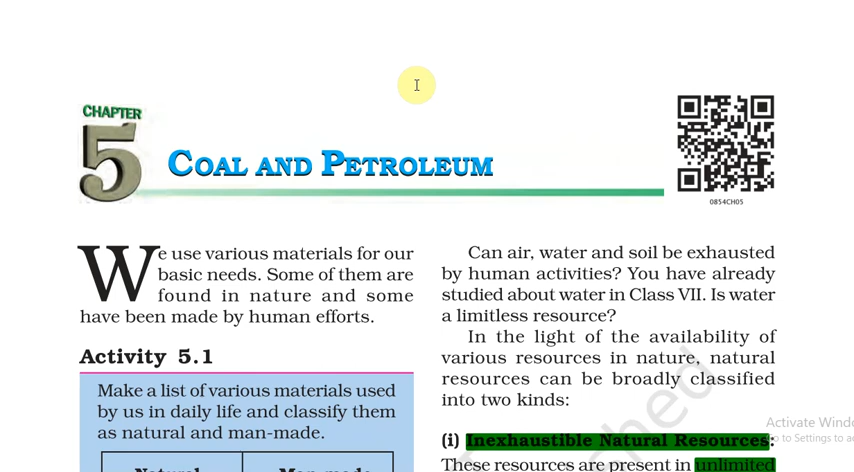 CHAPTER
5
COAL AND PETROLEUM
0854CH05
We use various materials for our
basic needs. Some of them are
found in nature and some
have been made by human efforts.
Activity 5.1
Make a list of various materials used
by us in daily life and classify them
as natural and man-made.
Natural
Man-made
Can air, water and soil be exhausted
by human activities? You have already
studied about water in Class VII. Is water
a limitless resource?
In the light of the availability of
various resources in nature, natural
resources can be broadly classified
into two kinds:
(i) Inexhaustible Natural Resources:
These resources are present in unlimited
Activate Windo
o to Settings to a